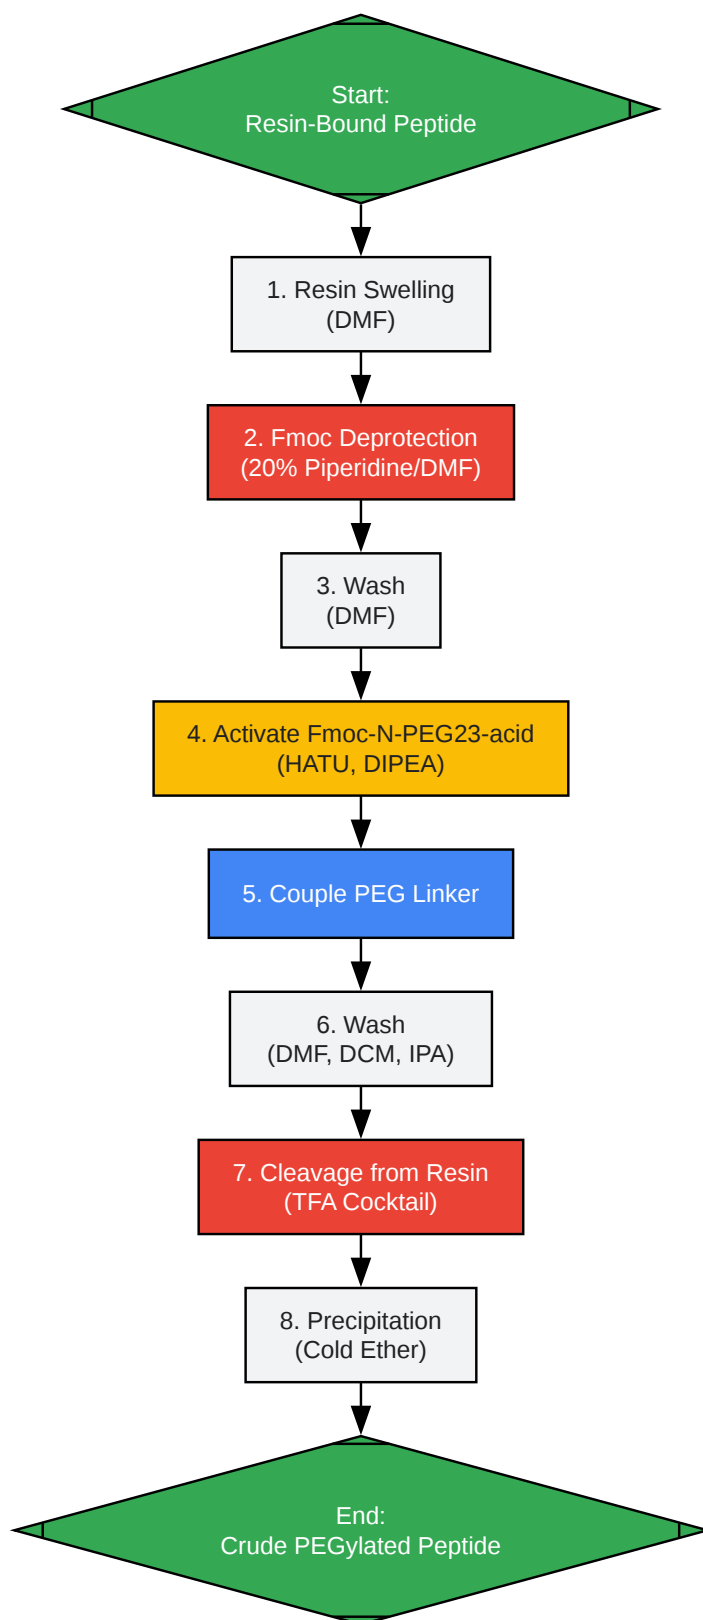 Start:
Resin-Bound Peptide
1. Resin Swelling
(DMF)
2. Fmoc Deprotection
(20% Piperidine/DMF)
3. Wash
(DMF)
4. Activate Fmoc-N-PEG23-acid
(HATU, DIPEA)
5. Couple PEG Linker
6. Wash
(DMF, DCM, IPA)
7. Cleavage from Resin
(TFA Cocktail)
8. Precipitation
(Cold Ether)
End:
Crude PEGylated Peptide